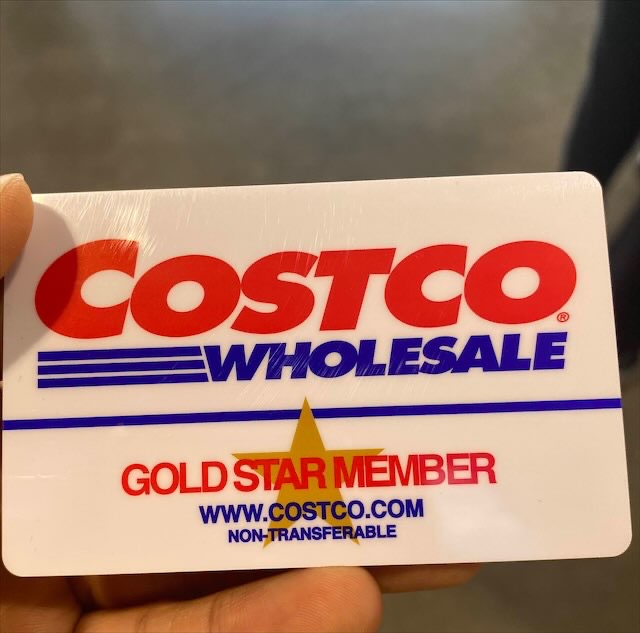 COSTCO®
WHOLESALE
GOLD STAR MEMBER
WWW.COSTCO.COM
NON-TRANSFERABLE